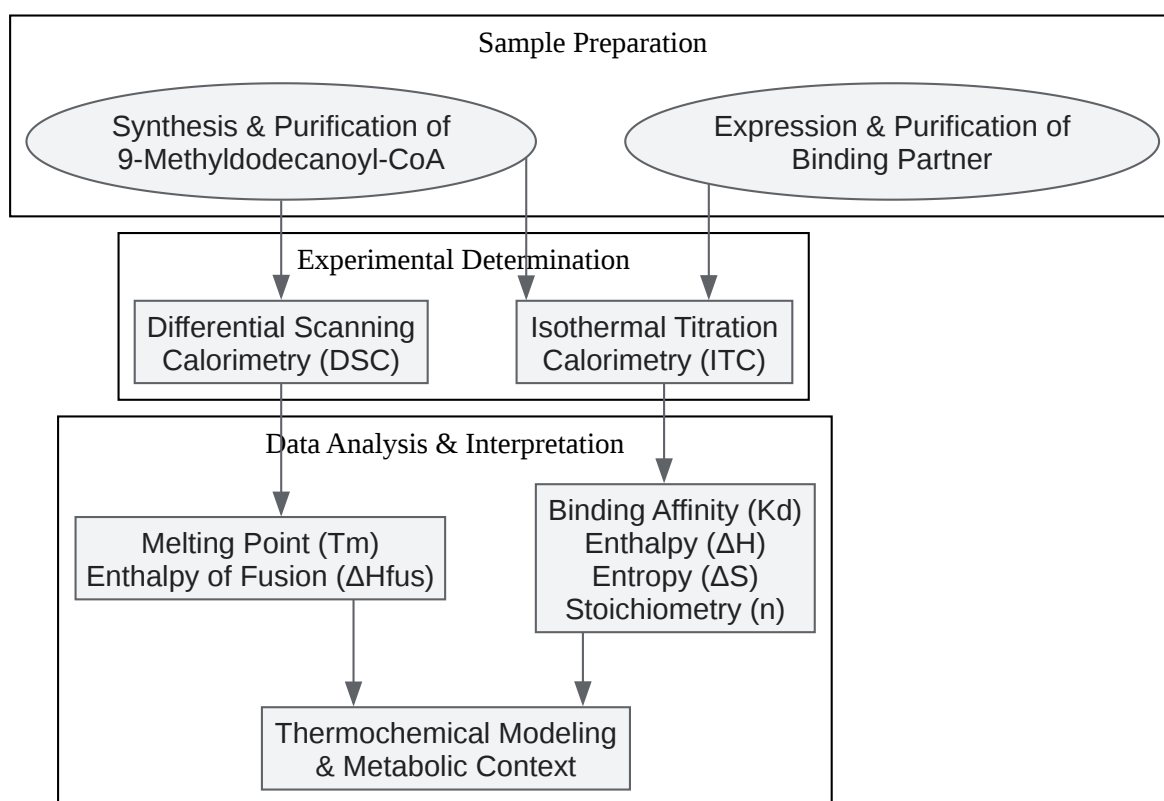 Sample Preparation
Synthesis & Purification of
9-Methyldodecanoyl-CoA
Expression & Purification of
Binding Partner
Experimental Determination
Differential Scanning
Calorimetry (DSC)
Isothermal Titration
Calorimetry (ITC)
Data Analysis & Interpretation
Melting Point (Tm)
Enthalpy of Fusion (ΔHfus)
Binding Affinity (Kd)
Enthalpy (ΔH)
Entropy (ΔS)
Stoichiometry (n)
Thermochemical Modeling
& Metabolic Context